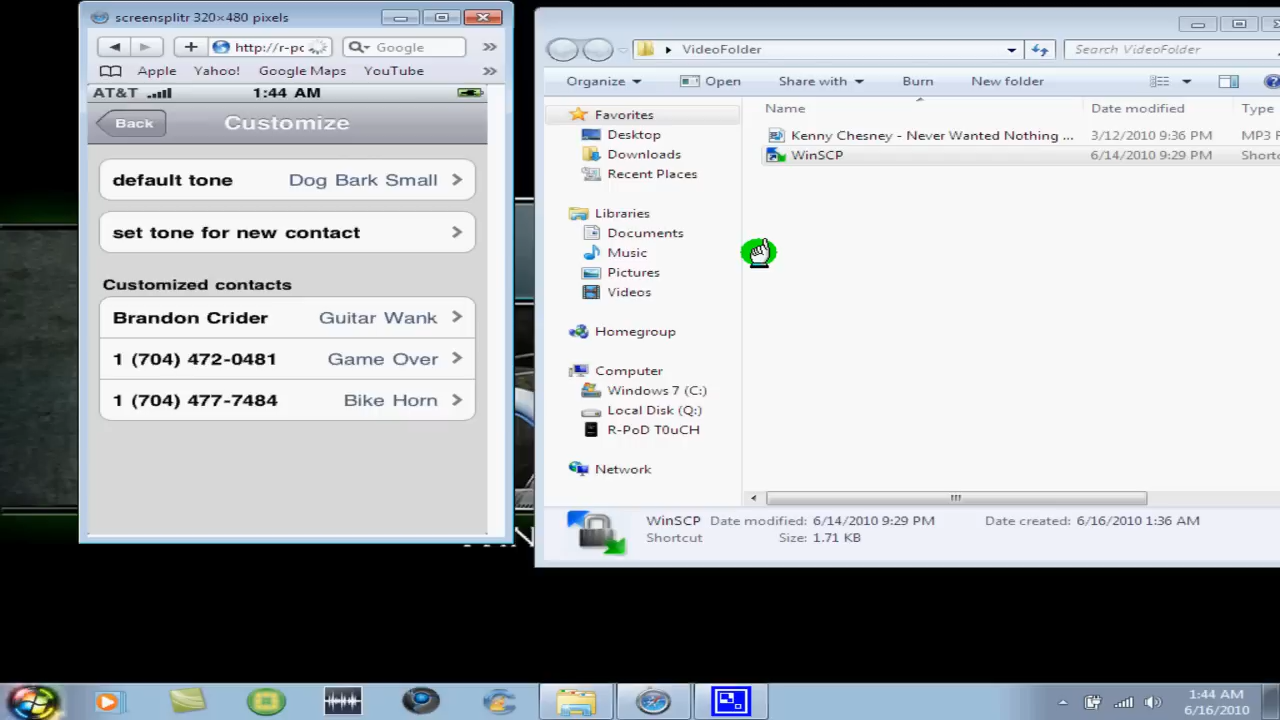 screensplitr 320×480 pixels
http://r-pc
Google
Apple Yahoo! Google Maps YouTube
AT&T 1:44 AM
Back Customize
default tone Dog Bark Small
set tone for new contact
Customized contacts
Brandon Crider Guitar Wank
1 (704) 472-0481 Game Over
1 (704) 477-7484 Bike Horn
VideoFolder
Search VideoFolder
Organize Open Share with Burn New folder
Name Date modified Type
Favorites
Desktop
Downloads
Recent Places
Libraries
Documents
Music
Pictures
Videos
Homegroup
Computer
Windows 7 (C:)
Local Disk (Q:)
R-PoD T0uCH
Network
Kenny Chesney - Never Wanted Nothing ... 3/12/2010 9:36 PM MP3 F
WinSCP 6/14/2010 9:29 PM Shortc
WinSCP Date modified: 6/14/2010 9:29 PM Date created: 6/16/2010 1:36 AM
Shortcut Size: 1.71 KB
1:44 AM
6/16/2010